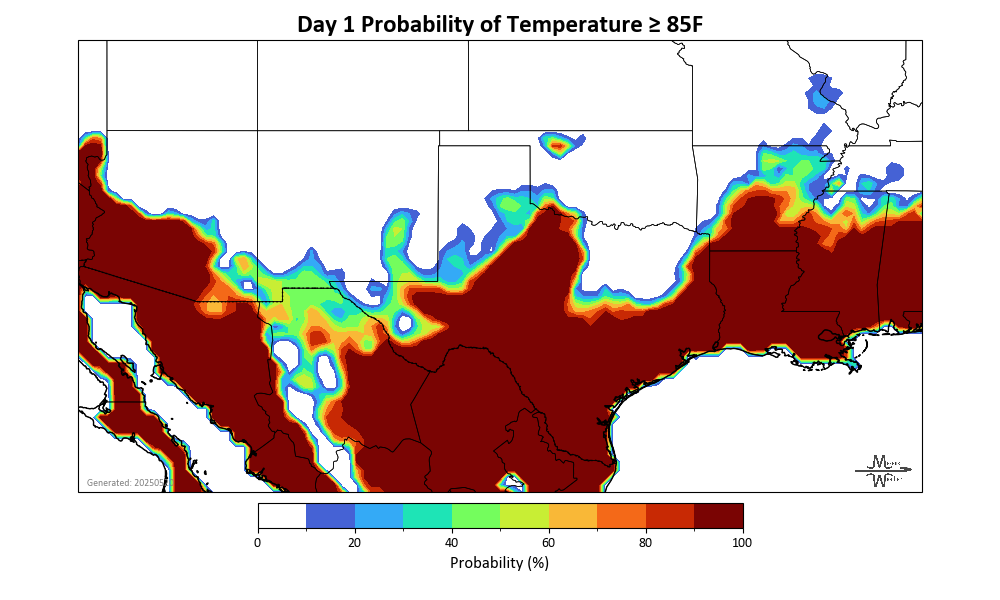 Day 1 Probability of Temperature ≥ 85F
Generated: 202505
0 20 40 60 80 100
Probability (%)